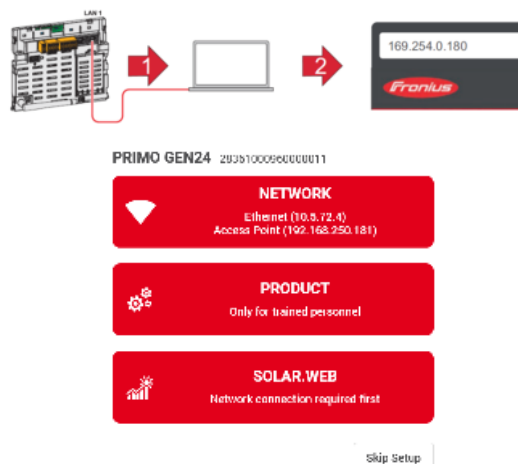 LAN 1
1
2
169.254.0.180
Fronius
PRIMO GEN24 28351000960000011
NETWORK
Ethernet (10.5.72.4)
Access Point (192.168.250.181)
PRODUCT
Only for trained personnel
SOLAR.WEB
Network connection required first
Skip Setup